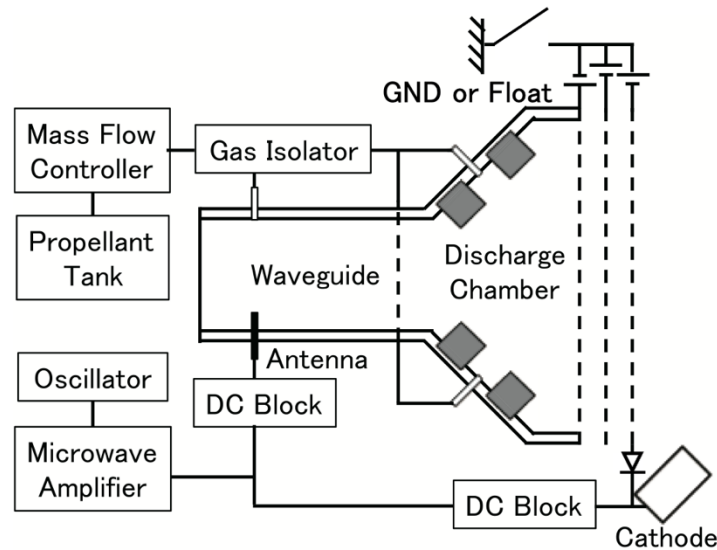 GND or Float
Mass Flow
Controller
Gas Isolator
Propellant
Tank
Waveguide
Discharge
Chamber
Antenna
Oscillator
DC Block
Microwave
Amplifier
DC Block
Cathode